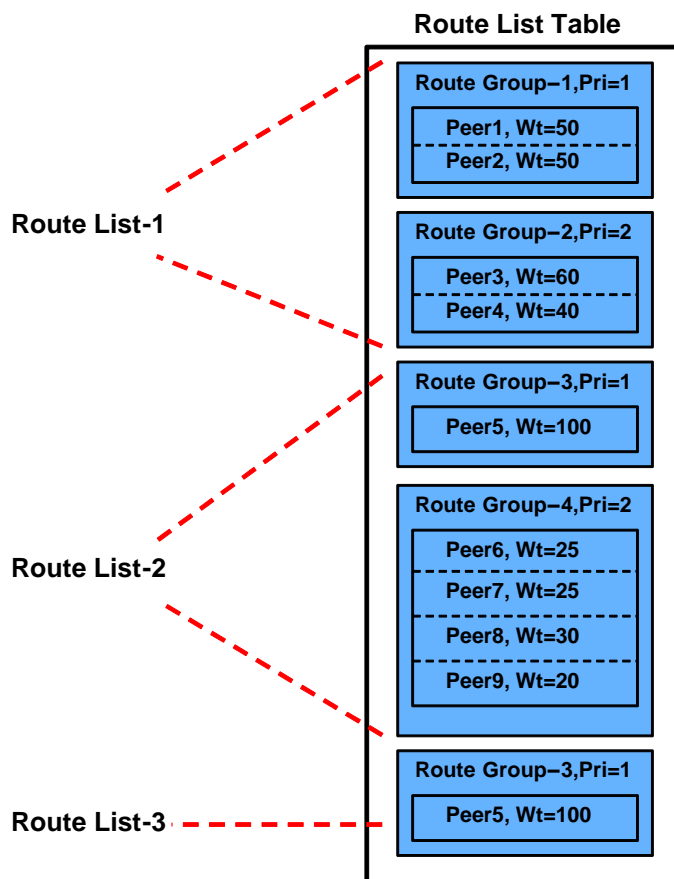 Route List Table
Route Group−1,Pri=1
Peer1, Wt=50
Peer2, Wt=50
Route List-1
Route Group−2,Pri=2
Peer3, Wt=60
Peer4, Wt=40
Route Group−3,Pri=1
Peer5, Wt=100
Route Group−4,Pri=2
Peer6, Wt=25
Route List-2
Peer7, Wt=25
Peer8, Wt=30
Peer9, Wt=20
Route Group−3,Pri=1
Route List-3
Peer5, Wt=100